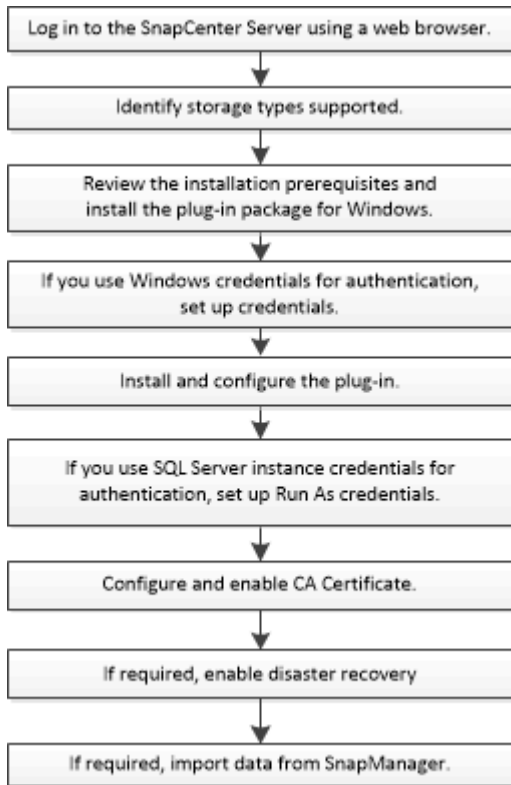 Log in to the SnapCenter Server using a web browser.
Identify storage types supported.
Review the installation prerequisites and
install the plug-in package for Windows.
If you use Windows credentials for authentication,
set up credentials.
Install and configure the plug-in.
If you use SQL Server instance credentials for
authentication, set up Run As credentials.
Configure and enable CA Certificate.
If required, enable disaster recovery
If required, import data from SnapManager.